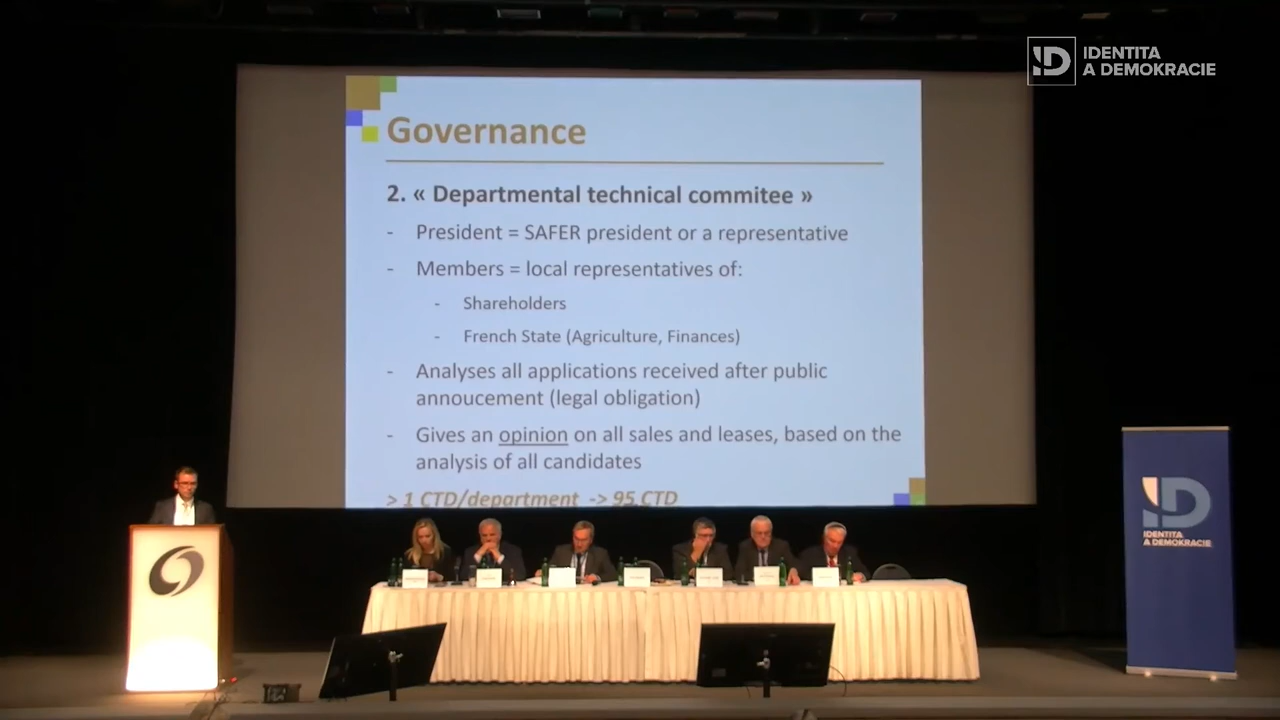 IDENTITA
A DEMOKRACIE
Governance
2. « Departmental technical commitee »
- President = SAFER president or a representative
- Members = local representatives of:
- Shareholders
- French State (Agriculture, Finances)
- Analyses all applications received after public
annoucement (legal obligation)
- Gives an opinion on all sales and leases, based on the
analysis of all candidates
> 1 CTD/department -> 95 CTD
ID
IDENTITA
A DEMOKRACIE